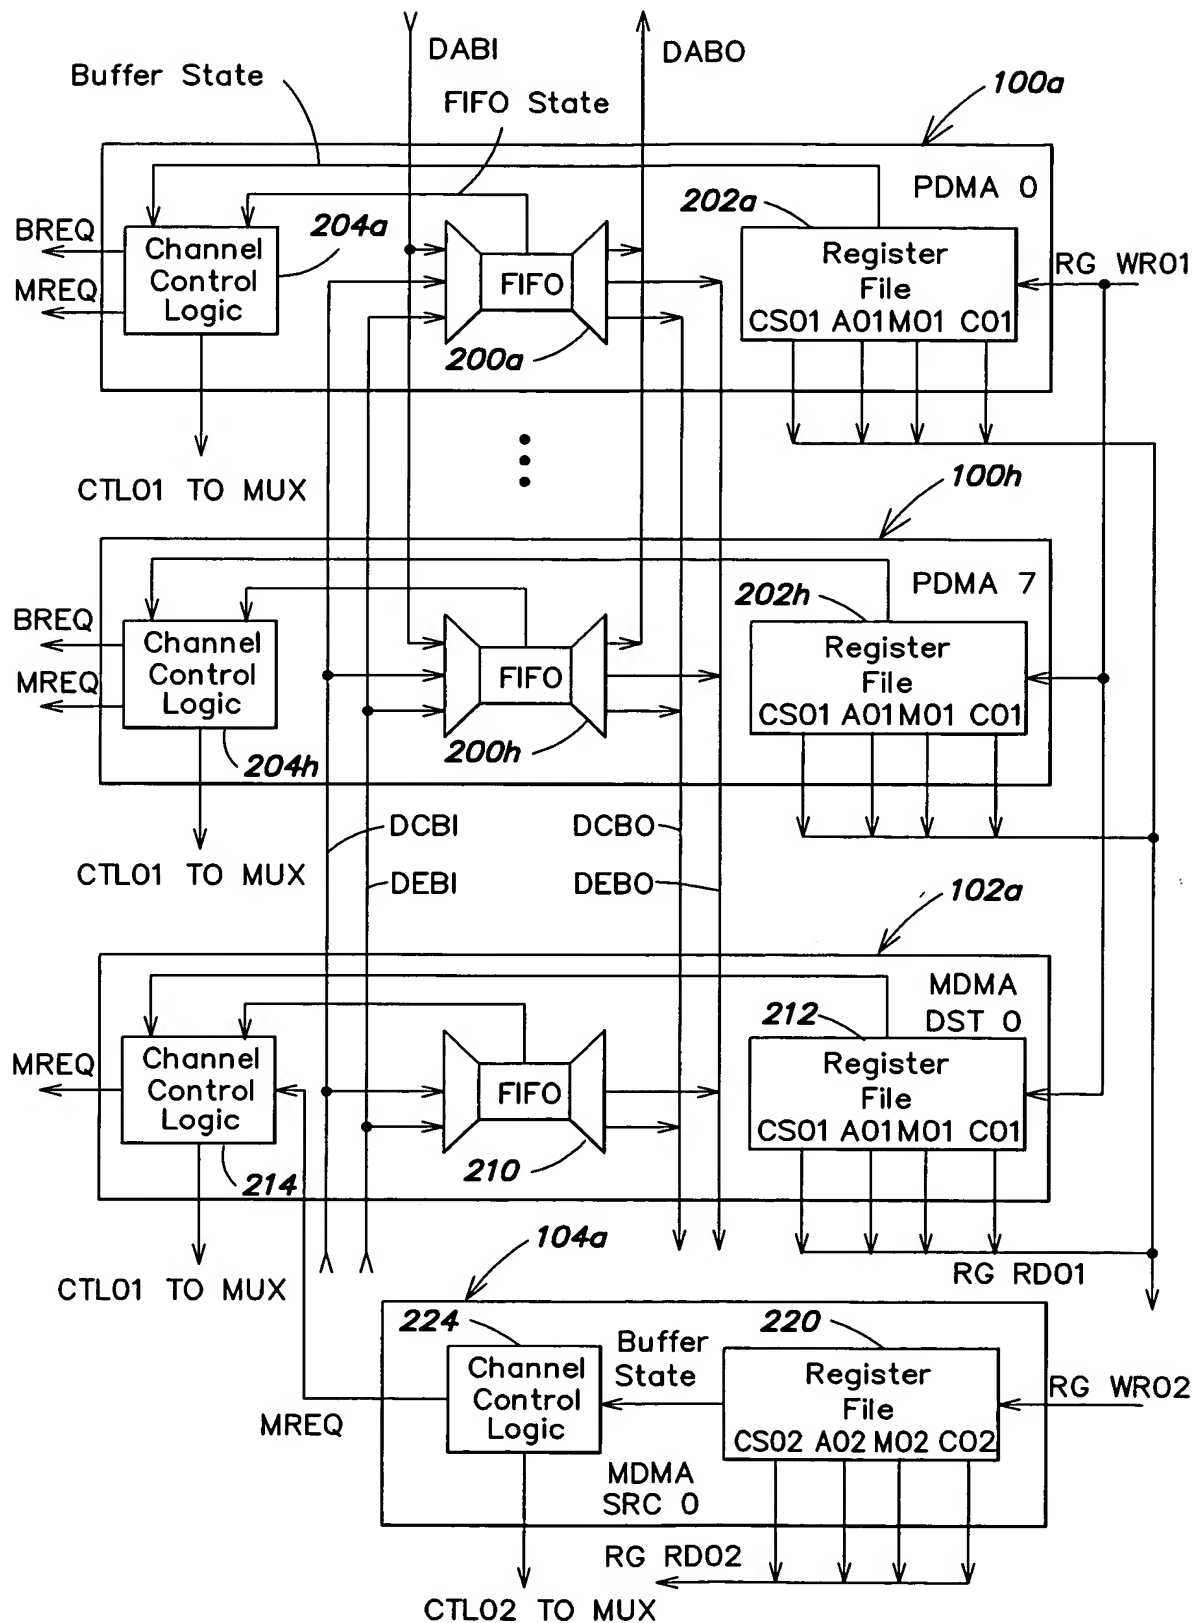 DABI
DABO
Buffer State
FIFO State
100a
PDMA 0
202a
204a
BREQ
MREQ
Channel
Control
Logic
FIFO
200a
Register
File
CS01 A01 M01 C01
RG WR01
CTL01 TO MUX
100h
PDMA 7
202h
BREQ
MREQ
Channel
Control
Logic
204h
FIFO
200h
Register
File
CS01 A01 M01 C01
DCBI
DCBO
CTL01 TO MUX
DEBI
DEBO
102a
MDMA
DST 0
212
MREQ
Channel
Control
Logic
214
FIFO
210
Register
File
CS01 A01 M01 C01
104a
CTL01 TO MUX
RG RD01
224
220
Buffer
State
Channel
Control
Logic
Register
File
CS02 A02 M02 C02
RG WR02
MREQ
MDMA
SRC 0
RG RD02
CTL02 TO MUX